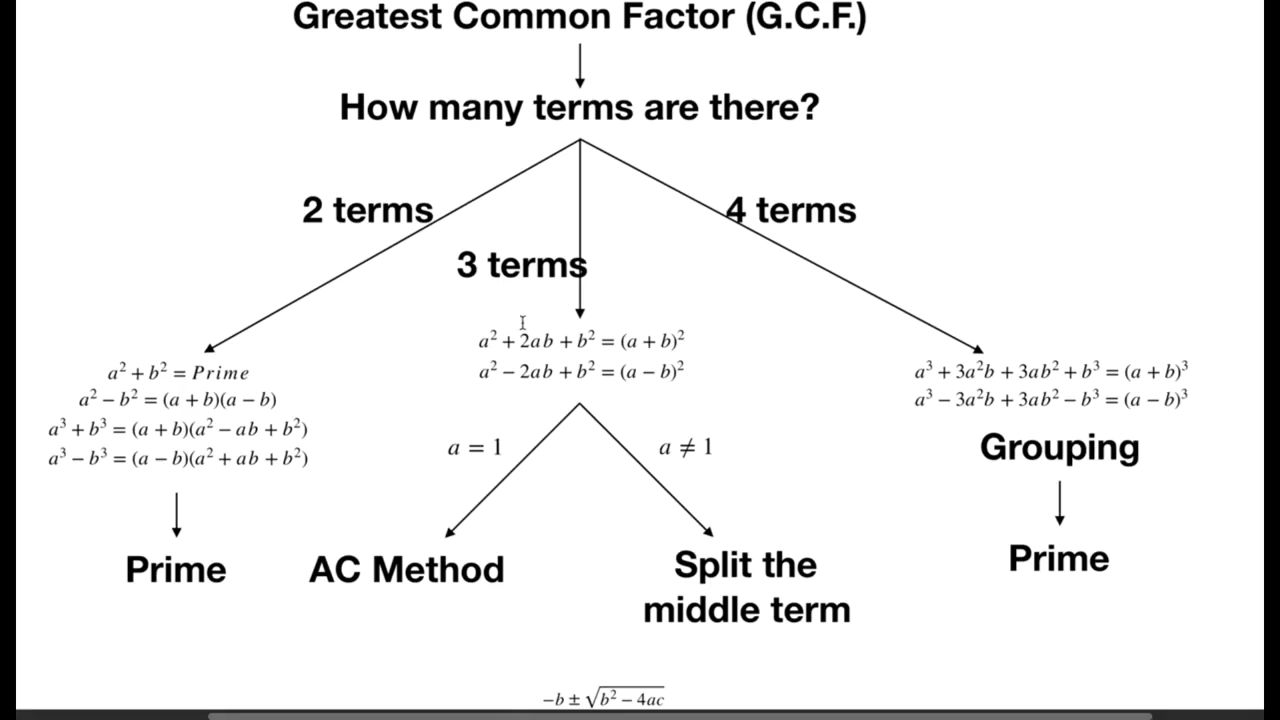 Greatest Common Factor (G.C.F.)
How many terms are there?
2 terms
4 terms
3 terms
a² + 2ab + b² = (a + b)²
a² − 2ab + b² = (a − b)²
a² + b² = Prime
a² − b² = (a + b)(a − b)
a³ + b³ = (a + b)(a² − ab + b²)
a³ − b³ = (a − b)(a² + ab + b²)
a³ + 3a²b + 3ab² + b³ = (a + b)³
a³ − 3a²b + 3ab² − b³ = (a − b)³
a = 1
a ≠ 1
Grouping
Prime
AC Method
Split the
middle term
Prime
−b ± √b² − 4ac